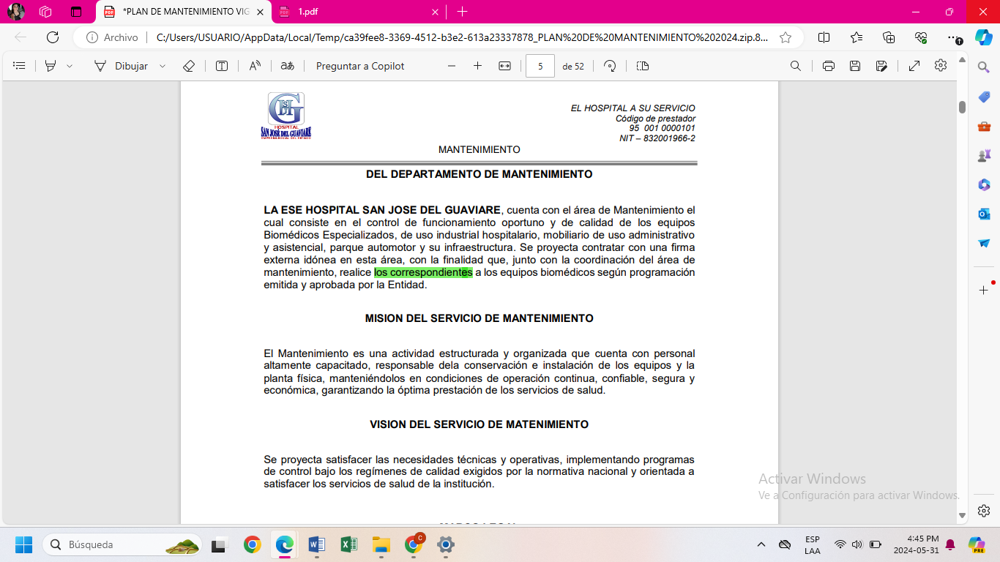 *PLAN DE MANTENIMIENTO VIG
1.pdf
Archivo
C:/Users/USUARIO/AppData/Local/Temp/ca39fee8-3369-4512-b3e2-613a23337878_PLAN%20DE%20MANTENIMIENTO%202024.zip.8...
Dibujar
aあ
Preguntar a Copilot
5
de 52
HOSPITAL
SAN JOSE DEL GUAVIARE
EMPRESA SOCIAL DEL ESTADO
EL HOSPITAL A SU SERVICIO
Código de prestador
95 001 0000101
NIT – 832001966-2
MANTENIMIENTO
DEL DEPARTAMENTO DE MANTENIMIENTO
LA ESE HOSPITAL SAN JOSE DEL GUAVIARE, cuenta con el área de Mantenimiento el
cual consiste en el control de funcionamiento oportuno y de calidad de los equipos
Biomédicos Especializados, de uso industrial hospitalario, mobiliario de uso administrativo
y asistencial, parque automotor y su infraestructura. Se proyecta contratar con una firma
externa idónea en esta área, con la finalidad que, junto con la coordinación del área de
mantenimiento, realice los correspondientes a los equipos biomédicos según programación
emitida y aprobada por la Entidad.
MISION DEL SERVICIO DE MANTENIMIENTO
El Mantenimiento es una actividad estructurada y organizada que cuenta con personal
altamente capacitado, responsable dela conservación e instalación de los equipos y la
planta física, manteniéndolos en condiciones de operación continua, confiable, segura y
económica, garantizando la óptima prestación de los servicios de salud.
VISION DEL SERVICIO DE MATENIMIENTO
Se proyecta satisfacer las necesidades técnicas y operativas, implementando programas
de control bajo los regímenes de calidad exigidos por la normativa nacional y orientada a
satisfacer los servicios de salud de la institución.
Activar Windows
Ve a Configuración para activar Windows.
Búsqueda
ESP
LAA
4:45 PM
2024-05-31
PRE